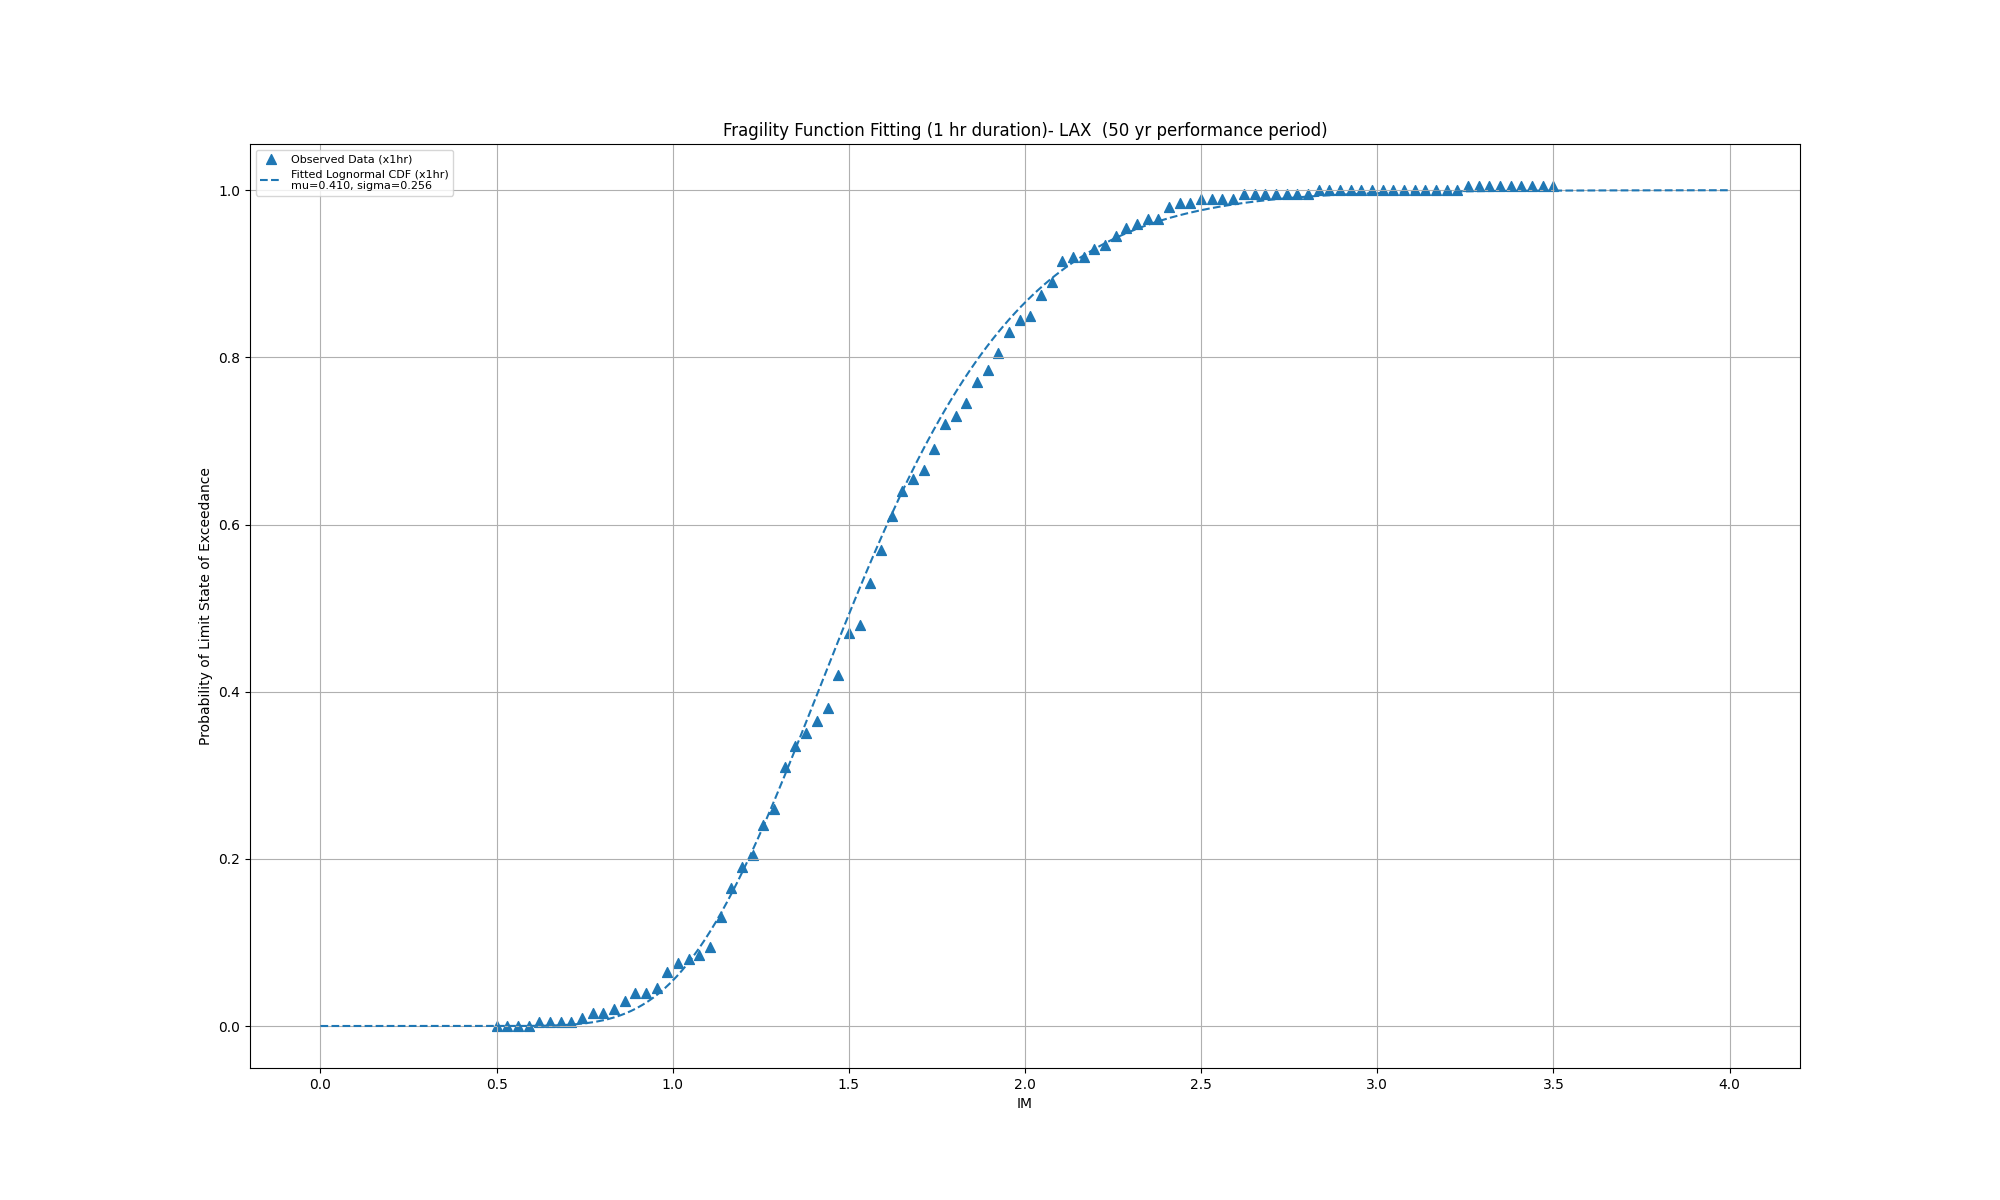 Fragility Function Fitting (1 hr duration)- LAX  (50 yr performance period)
Observed Data (x1hr)
Fitted Lognormal CDF (x1hr)
mu=0.410, sigma=0.256
1.0
0.8
0.6
0.4
0.2
0.0
Probability of Limit State of Exceedance
0.0 0.5 1.0 1.5 2.0 2.5 3.0 3.5 4.0
IM